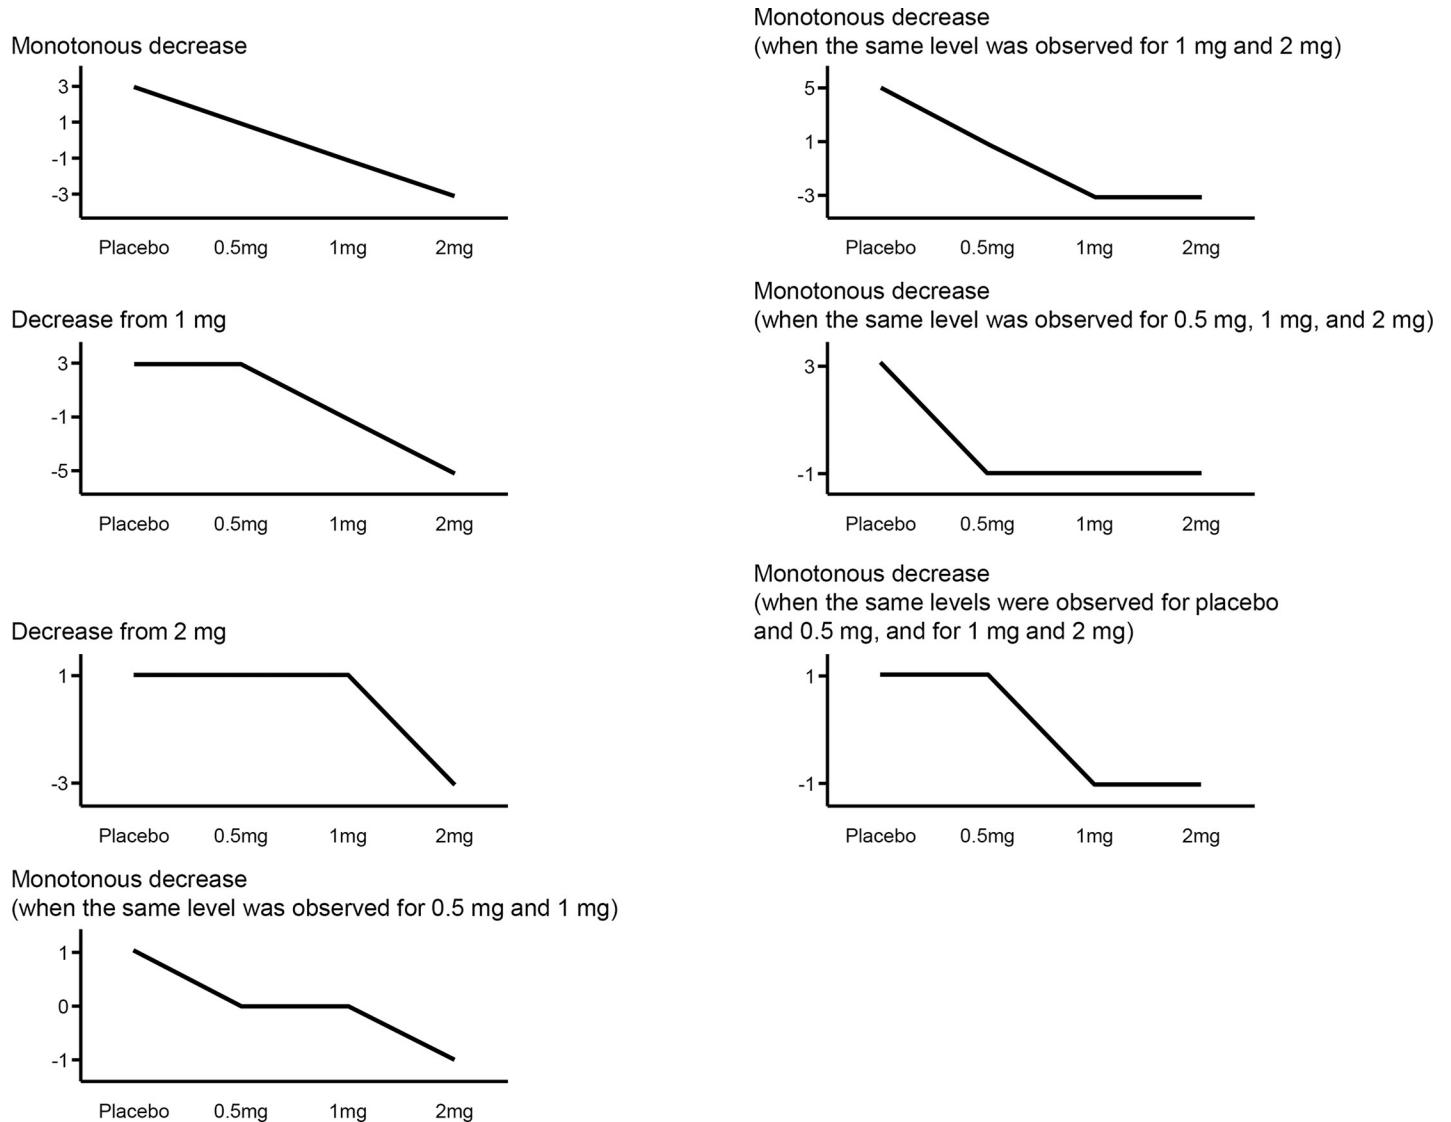 Monotonous decrease
3
1
-1
-3
Placebo 0.5mg 1mg 2mg
Monotonous decrease
(when the same level was observed for 1 mg and 2 mg)
5
1
-3
Placebo 0.5mg 1mg 2mg
Decrease from 1 mg
3
-1
-5
Placebo 0.5mg 1mg 2mg
Monotonous decrease
(when the same level was observed for 0.5 mg, 1 mg, and 2 mg)
3
-1
Placebo 0.5mg 1mg 2mg
Decrease from 2 mg
1
-3
Placebo 0.5mg 1mg 2mg
Monotonous decrease
(when the same levels were observed for placebo
and 0.5 mg, and for 1 mg and 2 mg)
1
-1
Placebo 0.5mg 1mg 2mg
Monotonous decrease
(when the same level was observed for 0.5 mg and 1 mg)
1
0
-1
Placebo 0.5mg 1mg 2mg